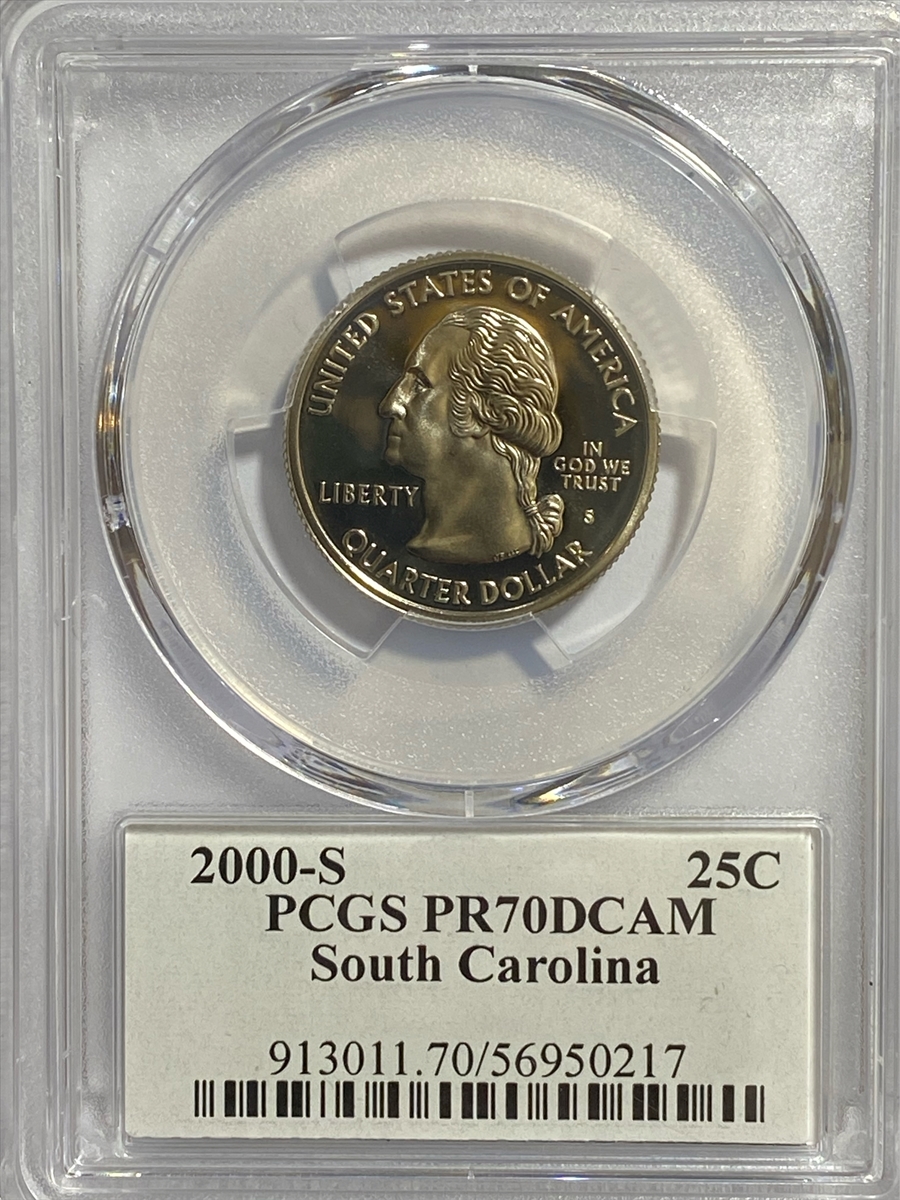 UNITED STATES OF AMERICA
IN
GOD WE
TRUST
LIBERTY
S
QUARTER DOLLAR
2000-S 25C
PCGS PR70DCAM
South Carolina
913011.70/56950217